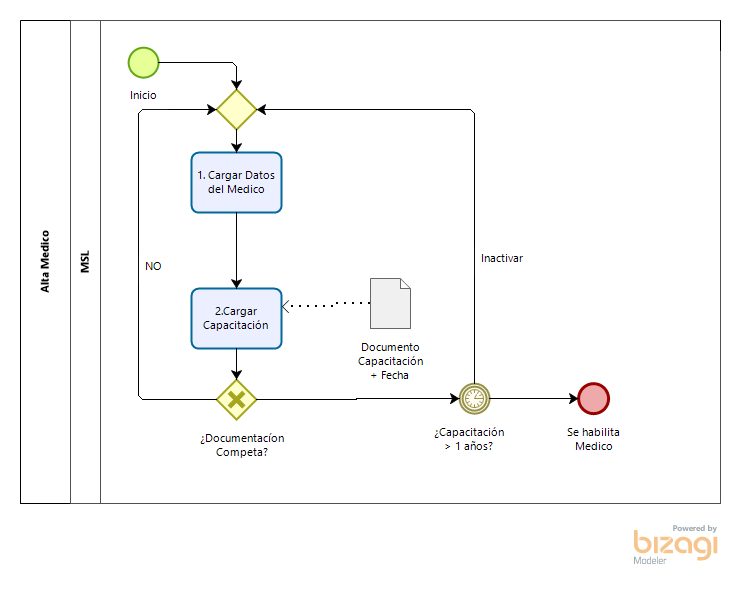 Alta Medico
MSL
Inicio
1. Cargar Datos
del Medico
NO
Inactivar
2.Cargar
Capacitación
Documento
Capacitación
+ Fecha
¿Documentacíon
Competa?
¿Capacitación
> 1 años?
Se habilita
Medico
Powered by
bizagi
Modeler